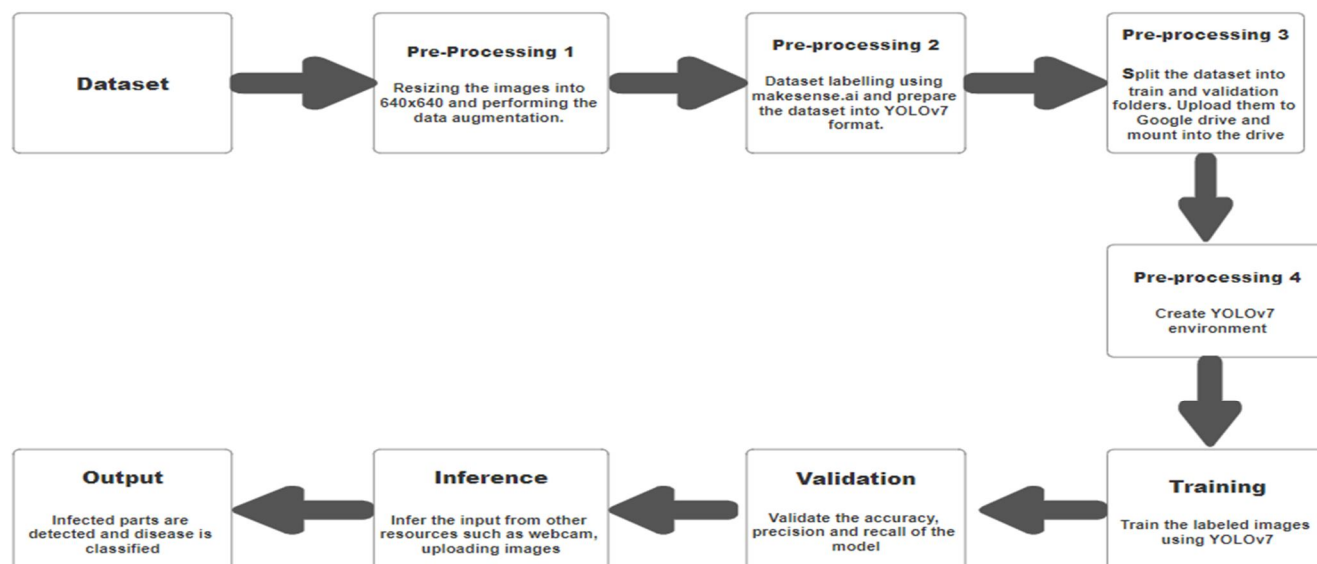 Dataset
Pre-Processing 1
Resizing the images into
640x640 and performing the
data augmentation.
Pre-processing 2
Dataset labelling using
makesense.ai and prepare
the dataset into YOLOv7
format.
Pre-processing 3
Split the dataset into
train and validation
folders. Upload them to
Google drive and
mount into the drive
Pre-processing 4
Create YOLOv7
environment
Training
Train the labeled images
using YOLOv7
Validation
Validate the accuracy,
precision and recall of the
model
Inference
Infer the input from other
resources such as webcam,
uploading images
Output
Infected parts are
detected and disease is
classified